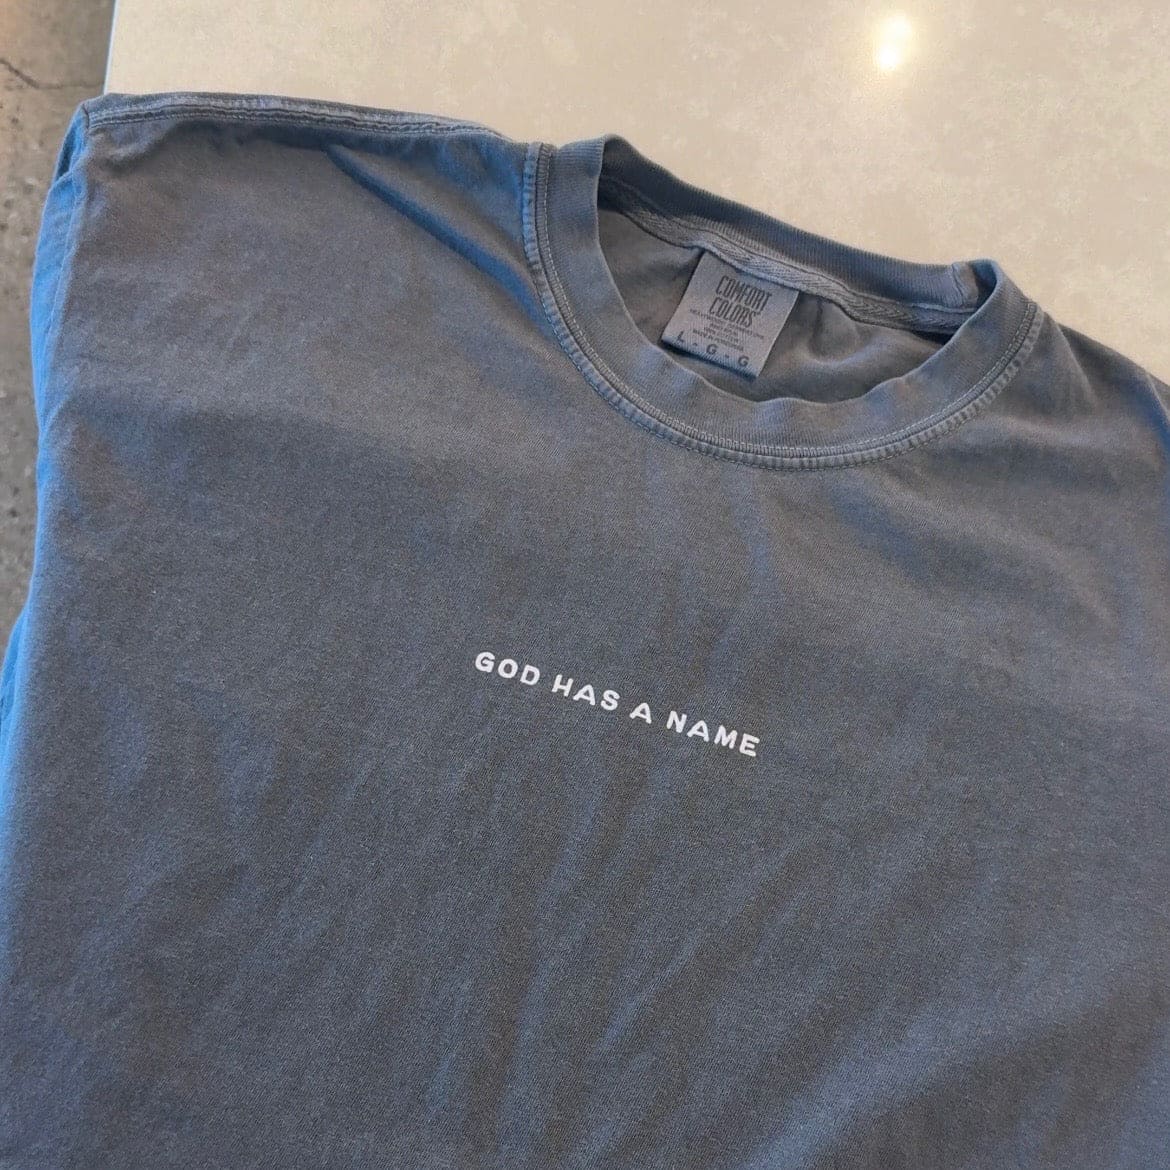 COMFORT
COLORS
L - G - G
GOD HAS A NAME